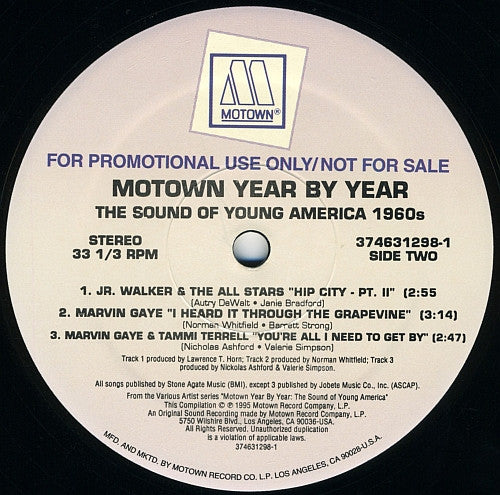 MOTOWN®
FOR PROMOTIONAL USE ONLY/NOT FOR SALE
MOTOWN YEAR BY YEAR
THE SOUND OF YOUNG AMERICA 1960s
STEREO
33 1/3 RPM
374631298-1
SIDE TWO
1. JR. WALKER & THE ALL STARS "HIP CITY - PT. II" (2:55
(Autry DeWalt • Janie Bradford)
2. MARVIN GAYE "I HEARD IT THROUGH THE GRAPEVINE" (3:14)
(Norman Whitfield • Barrett Strong)
3. MARVIN GAYE & TAMMI TERRELL "YOU'RE ALL I NEED TO GET BY" (2:47)
(Nicholas Ashford • Valerie Simpson)
Track 1 produced by Lawrence T. Horn; Track 2 produced by Norman Whitfield; Track 3
produced by Nickolas Ashford & Valerie Simpson.
All songs published by Stone Agate Music (BMI), except 3 published by Jobete Music Co., Inc. (ASCAP).
From the Various Artist series "Motown Year By Year: The Sound of Young America"
This Compilation © ℗ 1995 Motown Record Company, L.P.
An Original Sound Recording made by Motown Record Company, L.P.
5750 Wilshire Blvd., Los Angeles, CA 90036-USA.
All Rights Reserved. Unauthorized duplication
is a violation of applicable laws.
374631298-1
MFD. AND MKTD. BY MOTOWN RECORD CO. L.P. LOS ANGELES, CA 90028-U.S.A.